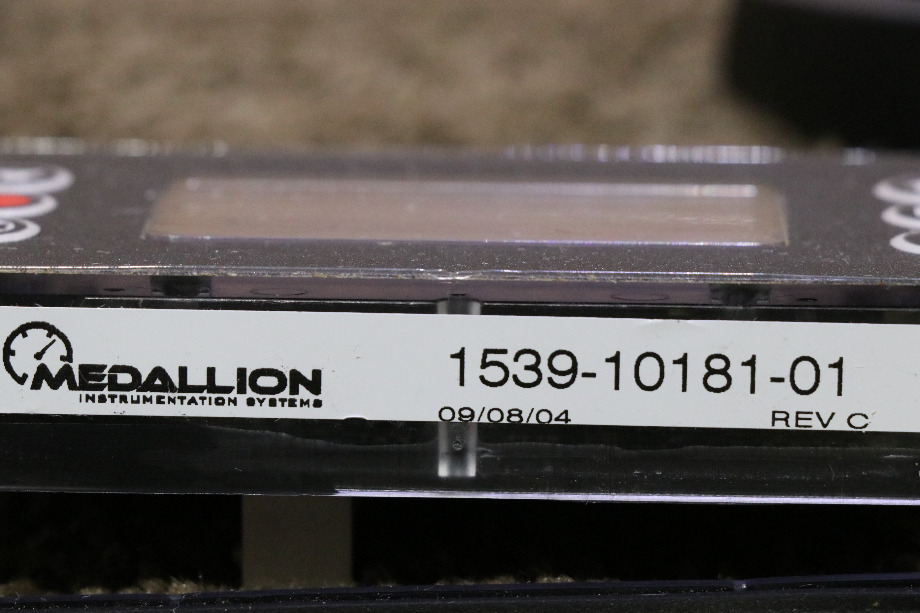 MEDALLION
INSTRUMENTATION SYSTEMS
1539-10181-01
09/08/04 REV C